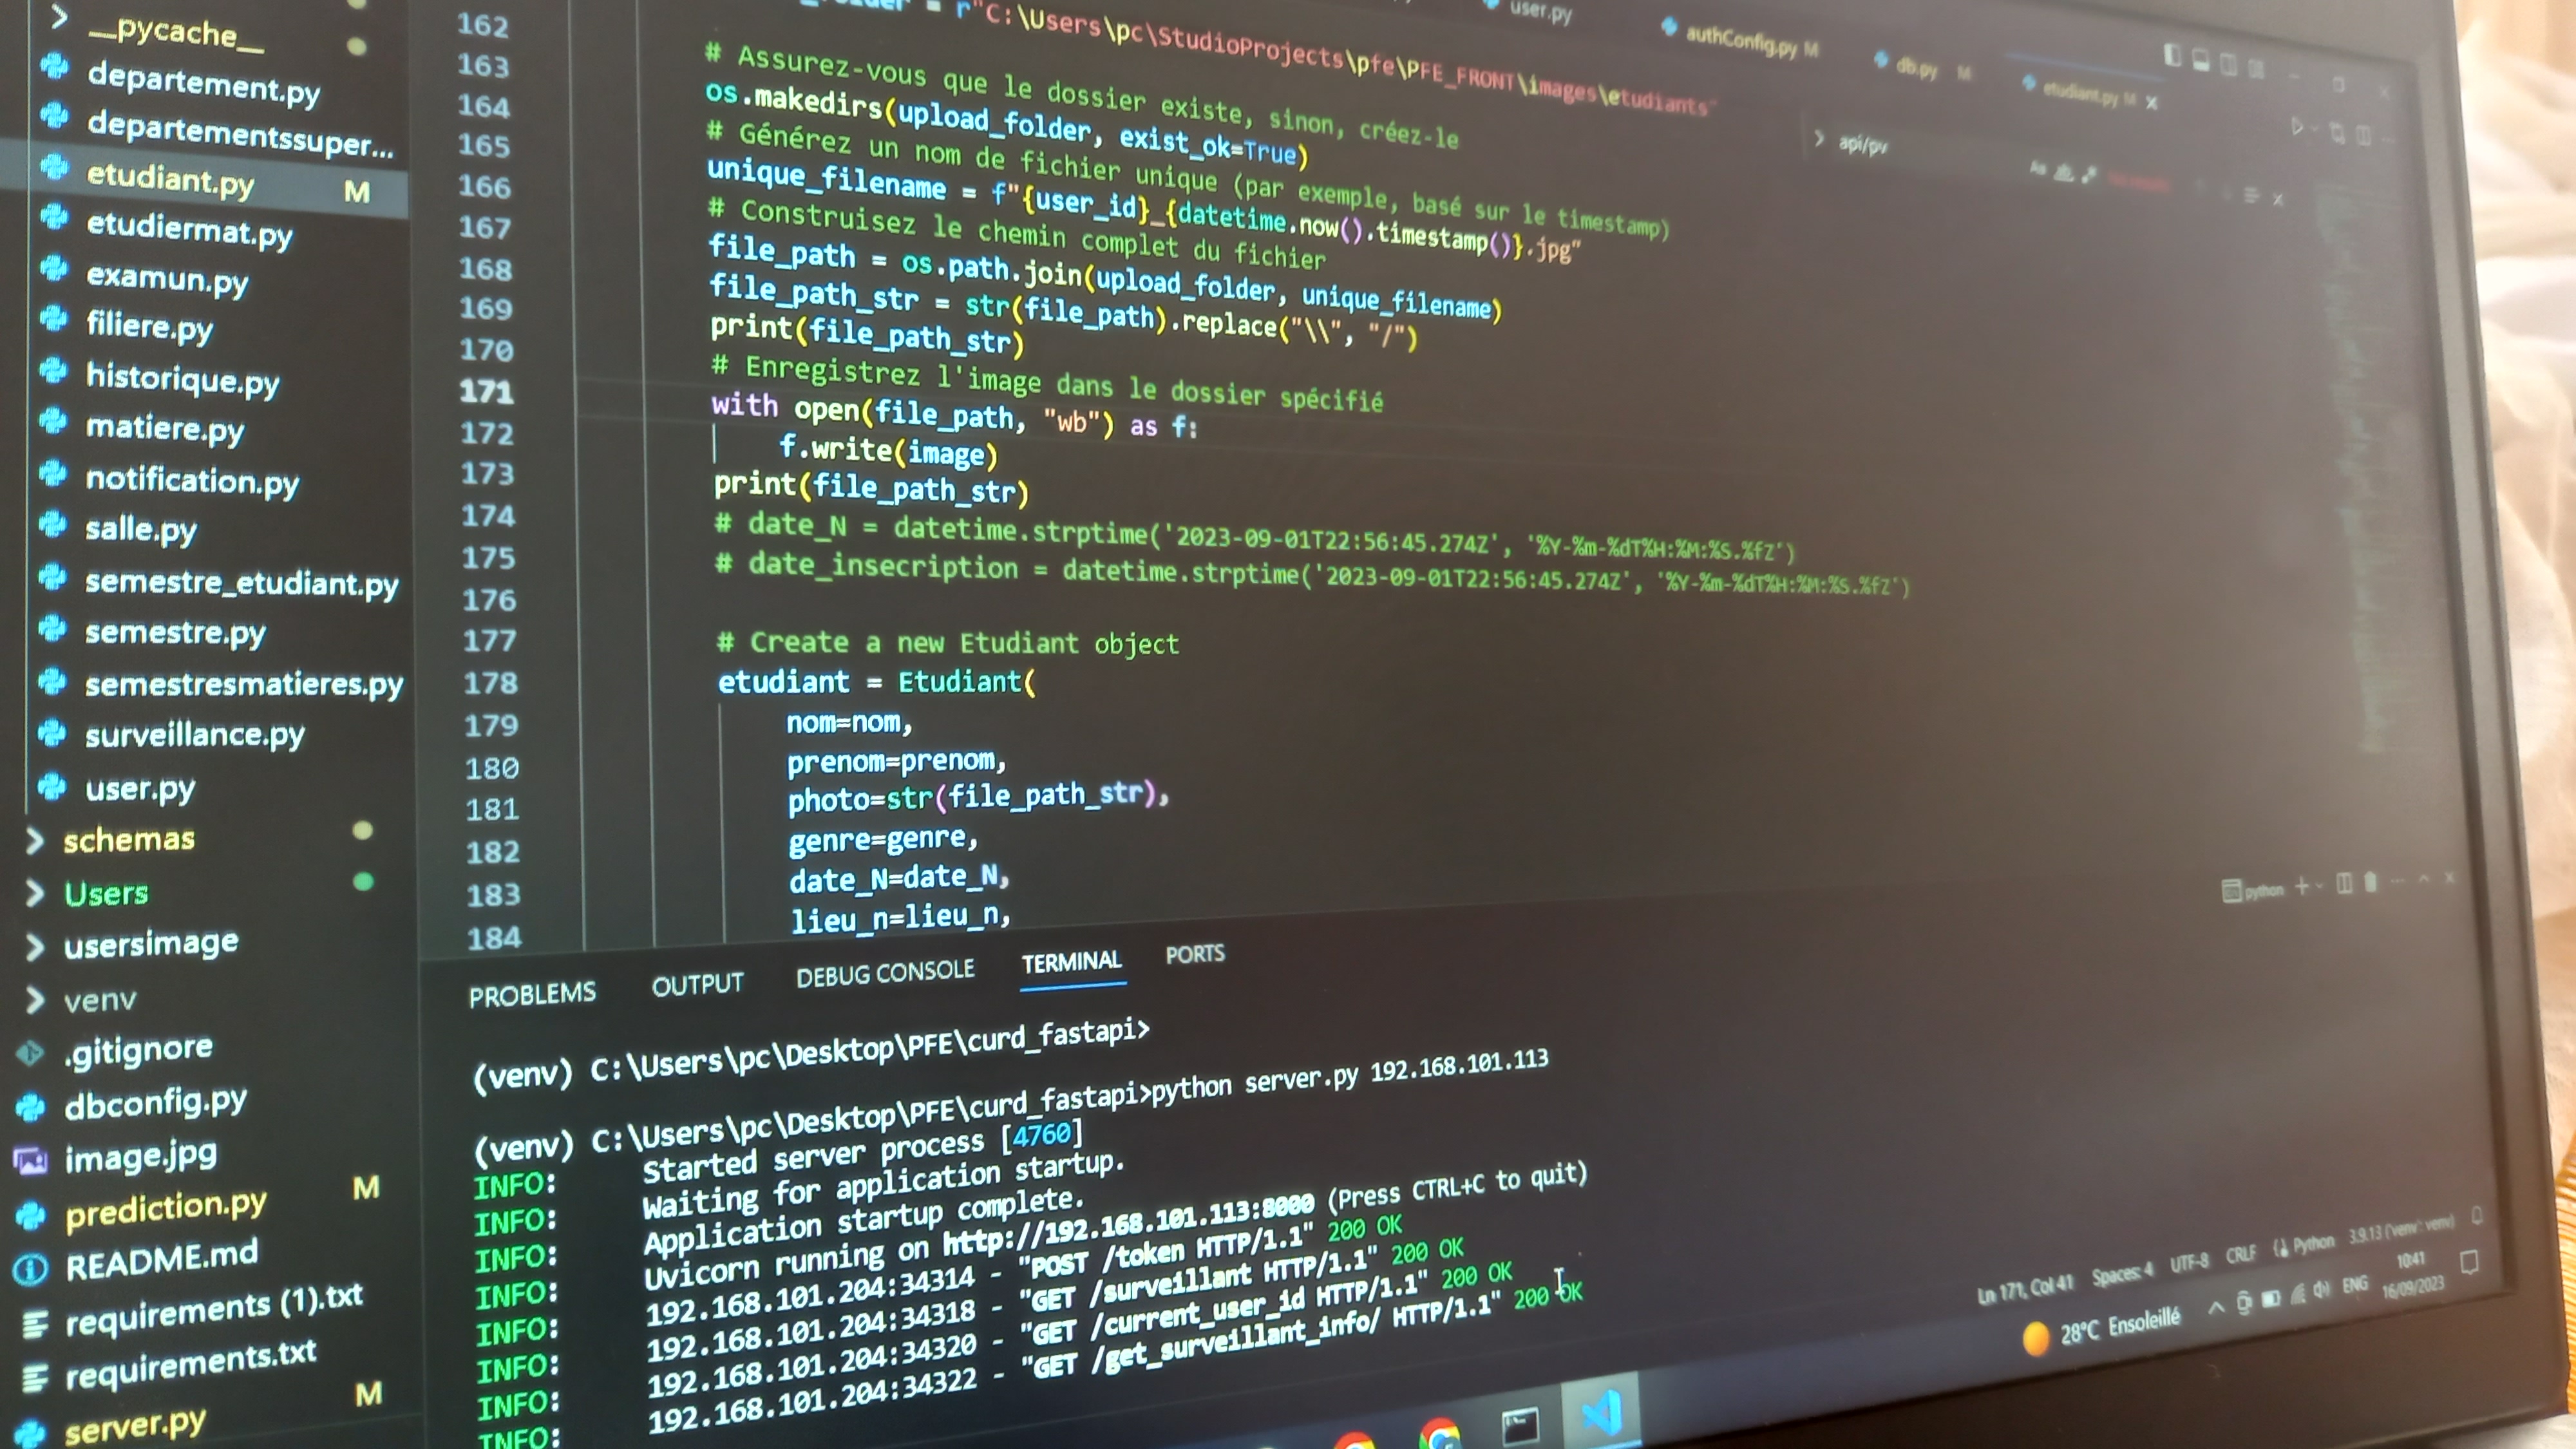 __pycache__
departement.py
departementssuper...
etudiant.py M
etudiermat.py
examun.py
filiere.py
historique.py
matiere.py
notification.py
salle.py
semestre_etudiant.py
semestre.py
semestresmatieres.py
surveillance.py
user.py
schemas
Users
usersimage
venv
.gitignore
dbconfig.py
image.jpg
prediction.py M
README.md
requirements (1).txt
requirements.txt
server.py M
user.py
authConfig.py M
db.py M
etudiant.py M
api/py
162 = r"C:\Users\pc\StudioProjects\pfe\PFE_FRONT\images\etudiants"
163 # Assurez-vous que le dossier existe, sinon, créez-le
164 os.makedirs(upload_folder, exist_ok=True)
165 # Générez un nom de fichier unique (par exemple, basé sur le timestamp)
166 unique_filename = f"{user_id}_{datetime.now().timestamp()}.jpg"
167 # Construisez le chemin complet du fichier
168 file_path = os.path.join(upload_folder, unique_filename)
169 file_path_str = str(file_path).replace("\\", "/")
170 print(file_path_str)
171 # Enregistrez l'image dans le dossier spécifié
172 with open(file_path, "wb") as f:
173 f.write(image)
174 print(file_path_str)
175 # date_N = datetime.strptime('2023-09-01T22:56:45.274Z', '%Y-%m-%dT%H:%M:%S.%fZ')
176 # date_insecription = datetime.strptime('2023-09-01T22:56:45.274Z', '%Y-%m-%dT%H:%M:%S.%fZ')
177 # Create a new Etudiant object
178 etudiant = Etudiant(
179 nom=nom,
180 prenom=prenom,
181 photo=str(file_path_str),
182 genre=genre,
183 date_N=date_N,
184 lieu_n=lieu_n,
PROBLEMS OUTPUT DEBUG CONSOLE TERMINAL PORTS
python
(venv) C:\Users\pc\Desktop\PFE\curd_fastapi>
(venv) C:\Users\pc\Desktop\PFE\curd_fastapi>python server.py 192.168.101.113
INFO: Started server process [4760]
INFO: Waiting for application startup.
INFO: Application startup complete.
INFO: Uvicorn running on http://192.168.101.113:8000 (Press CTRL+C to quit)
INFO: 192.168.101.204:34314 - "POST /token HTTP/1.1" 200 OK
INFO: 192.168.101.204:34318 - "GET /surveillant HTTP/1.1" 200 OK
INFO: 192.168.101.204:34320 - "GET /current_user_id HTTP/1.1" 200 OK
INFO: 192.168.101.204:34322 - "GET /get_surveillant_info/ HTTP/1.1" 200 OK
Ln 171, Col 41 Spaces: 4 UTF-8 CRLF Python 3.9.13 ('venv': venv)
28°C Ensoleillé ENG 10:41
16/09/2023